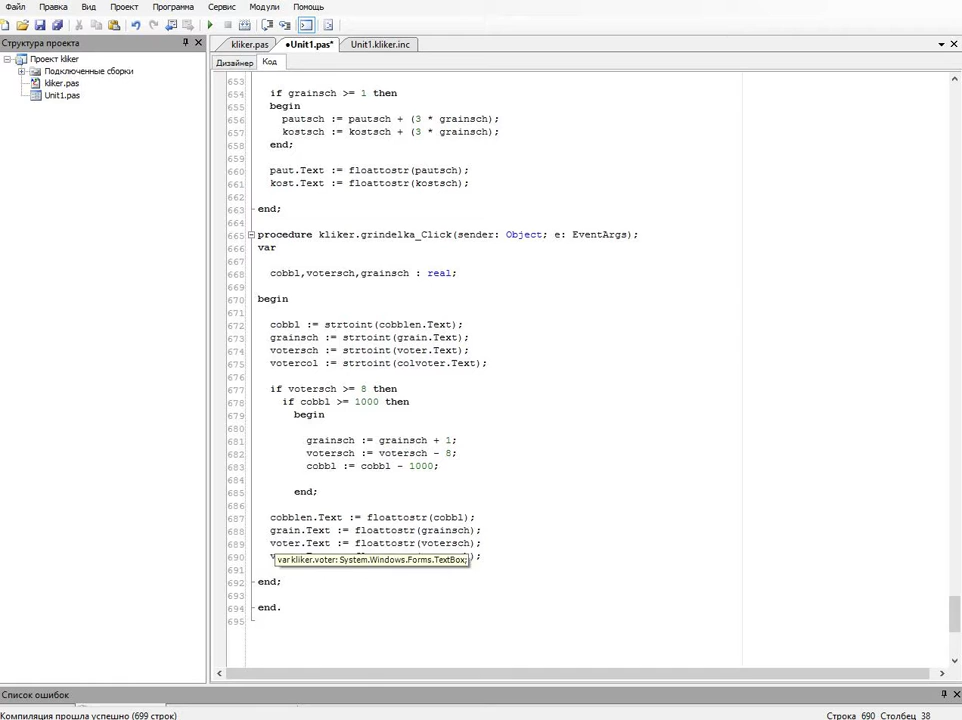 Файл Правка Вид Проект Программа Сервис Модули Помощь
Структура проекта
kliker.pas •Unit1.pas* Unit1.kliker.inc
Дизайнер Код
Проект kliker
Подключенные сборки
kliker.pas
Unit1.pas
653
654 if grainsch >= 1 then
655 begin
656 pautsch := pautsch + (3 * grainsch);
657 kostsch := kostsch + (3 * grainsch);
658 end;
659
660 paut.Text := floattostr(pautsch);
661 kost.Text := floattostr(kostsch);
662
663 end;
664
665 procedure kliker.grindelka_Click(sender: Object; e: EventArgs);
666 var
667
668 cobbl,votersch,grainsch : real;
669
670 begin
671
672 cobbl := strtoint(cobblen.Text);
673 grainsch := strtoint(grain.Text);
674 votersch := strtoint(voter.Text);
675 votercol := strtoint(colvoter.Text);
676
677 if votersch >= 8 then
678 if cobbl >= 1000 then
679 begin
680
681 grainsch := grainsch + 1;
682 votersch := votersch - 8;
683 cobbl := cobbl - 1000;
684
685 end;
686
687 cobblen.Text := floattostr(cobbl);
688 grain.Text := floattostr(grainsch);
689 voter.Text := floattostr(votersch);
690
var kliker.voter: System.Windows.Forms.TextBox;
691
692 end;
693
694 end.
695
Список ошибок
Компиляция прошла успешно (699 строк) Строка 690 Столбец 38